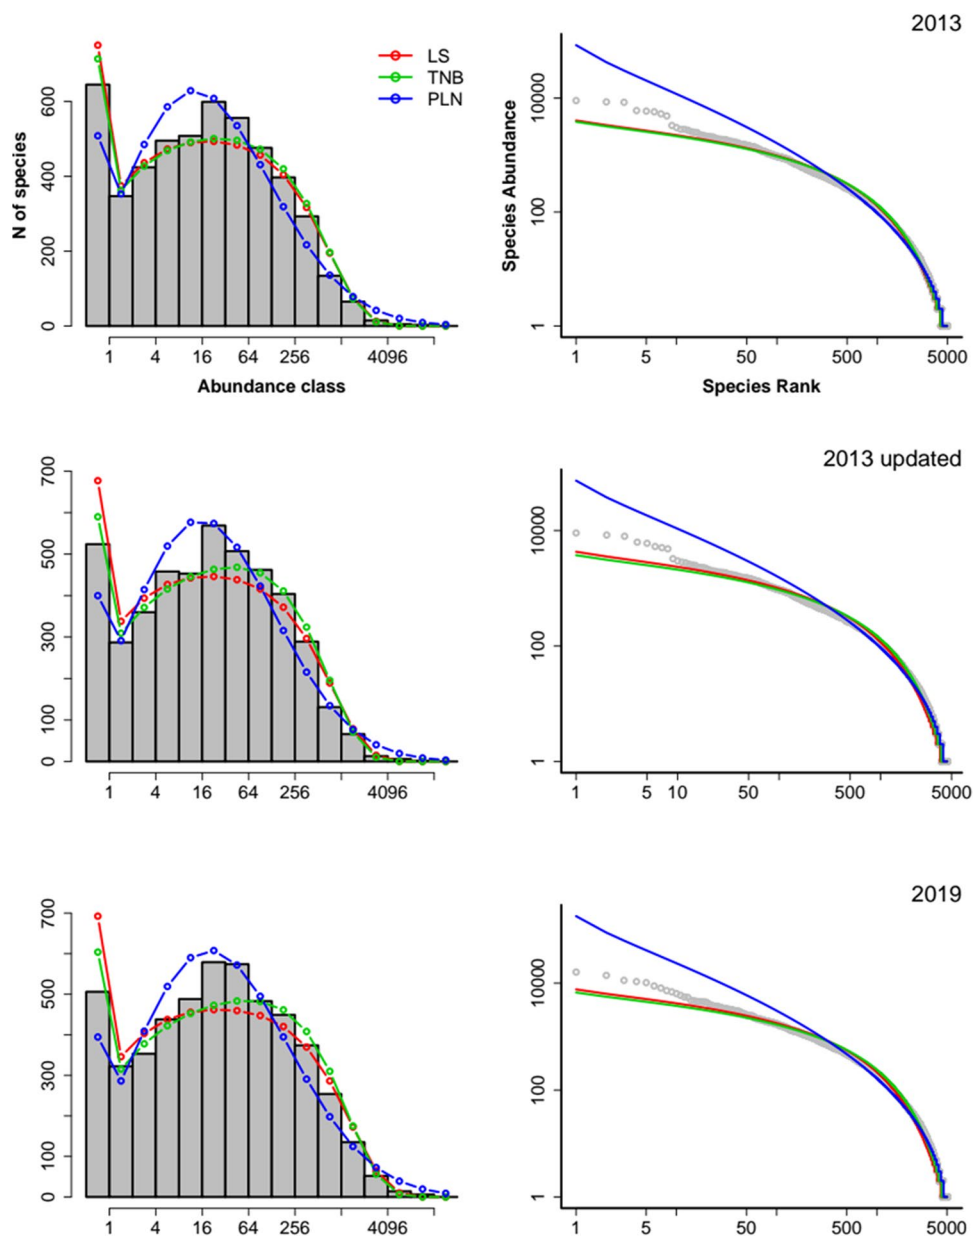 2013
LS
TNB
PLN
N of species
0 200 400 600
1 4 16 64 256 4096
Abundance class
Species Abundance
1 100 10000
1 5 50 500 5000
Species Rank
2013 updated
0 100 300 500 700
1 4 16 64 256 4096
1 100 10000
1 5 10 50 500 5000
2019
0 100 300 500 700
1 4 16 64 256 4096
1 100 10000
1 5 50 500 5000